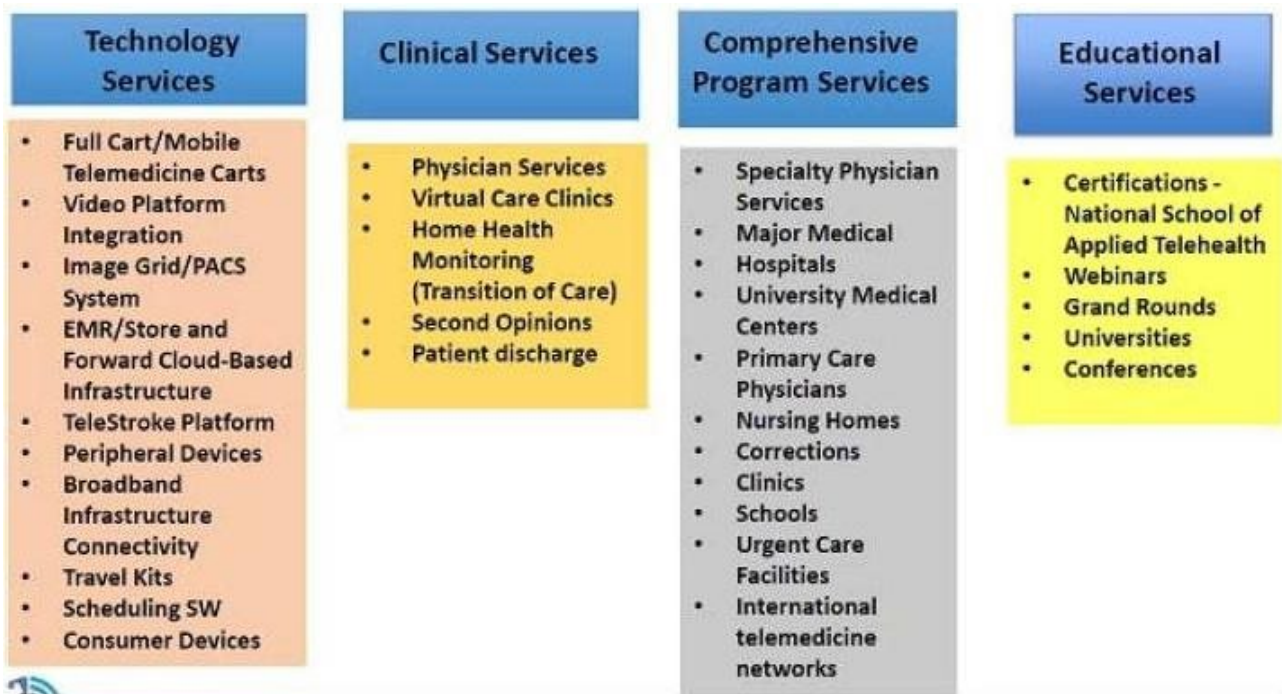 Technology
Services
• Full Cart/Mobile
Telemedicine Carts
• Video Platform
Integration
• Image Grid/PACS
System
• EMR/Store and
Forward Cloud-Based
Infrastructure
• TeleStroke Platform
• Peripheral Devices
• Broadband
Infrastructure
Connectivity
• Travel Kits
• Scheduling SW
• Consumer Devices
Clinical Services
• Physician Services
• Virtual Care Clinics
• Home Health
Monitoring
(Transition of Care)
• Second Opinions
• Patient discharge
Comprehensive
Program Services
• Specialty Physician
Services
• Major Medical
• Hospitals
• University Medical
Centers
• Primary Care
Physicians
• Nursing Homes
• Corrections
• Clinics
• Schools
• Urgent Care
Facilities
• International
telemedicine
networks
Educational
Services
• Certifications -
National School of
Applied Telehealth
• Webinars
• Grand Rounds
• Universities
• Conferences